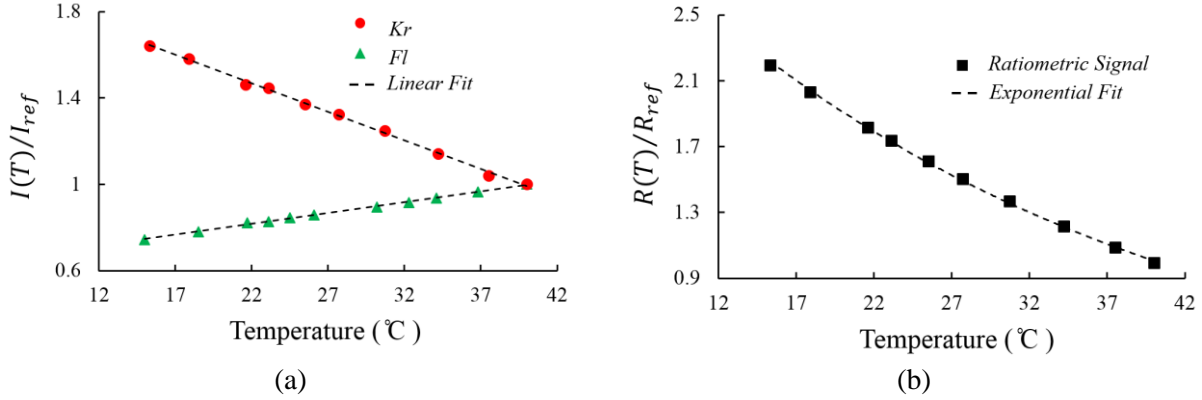 1.8
1.4
1
0.6
I(T)/I_ref
Kr
Fl
Linear Fit
12 17 22 27 32 37 42
Temperature (℃)
(a)
2.5
2.1
1.7
1.3
0.9
R(T)/R_ref
Ratiometric Signal
Exponential Fit
12 17 22 27 32 37 42
Temperature (℃)
(b)